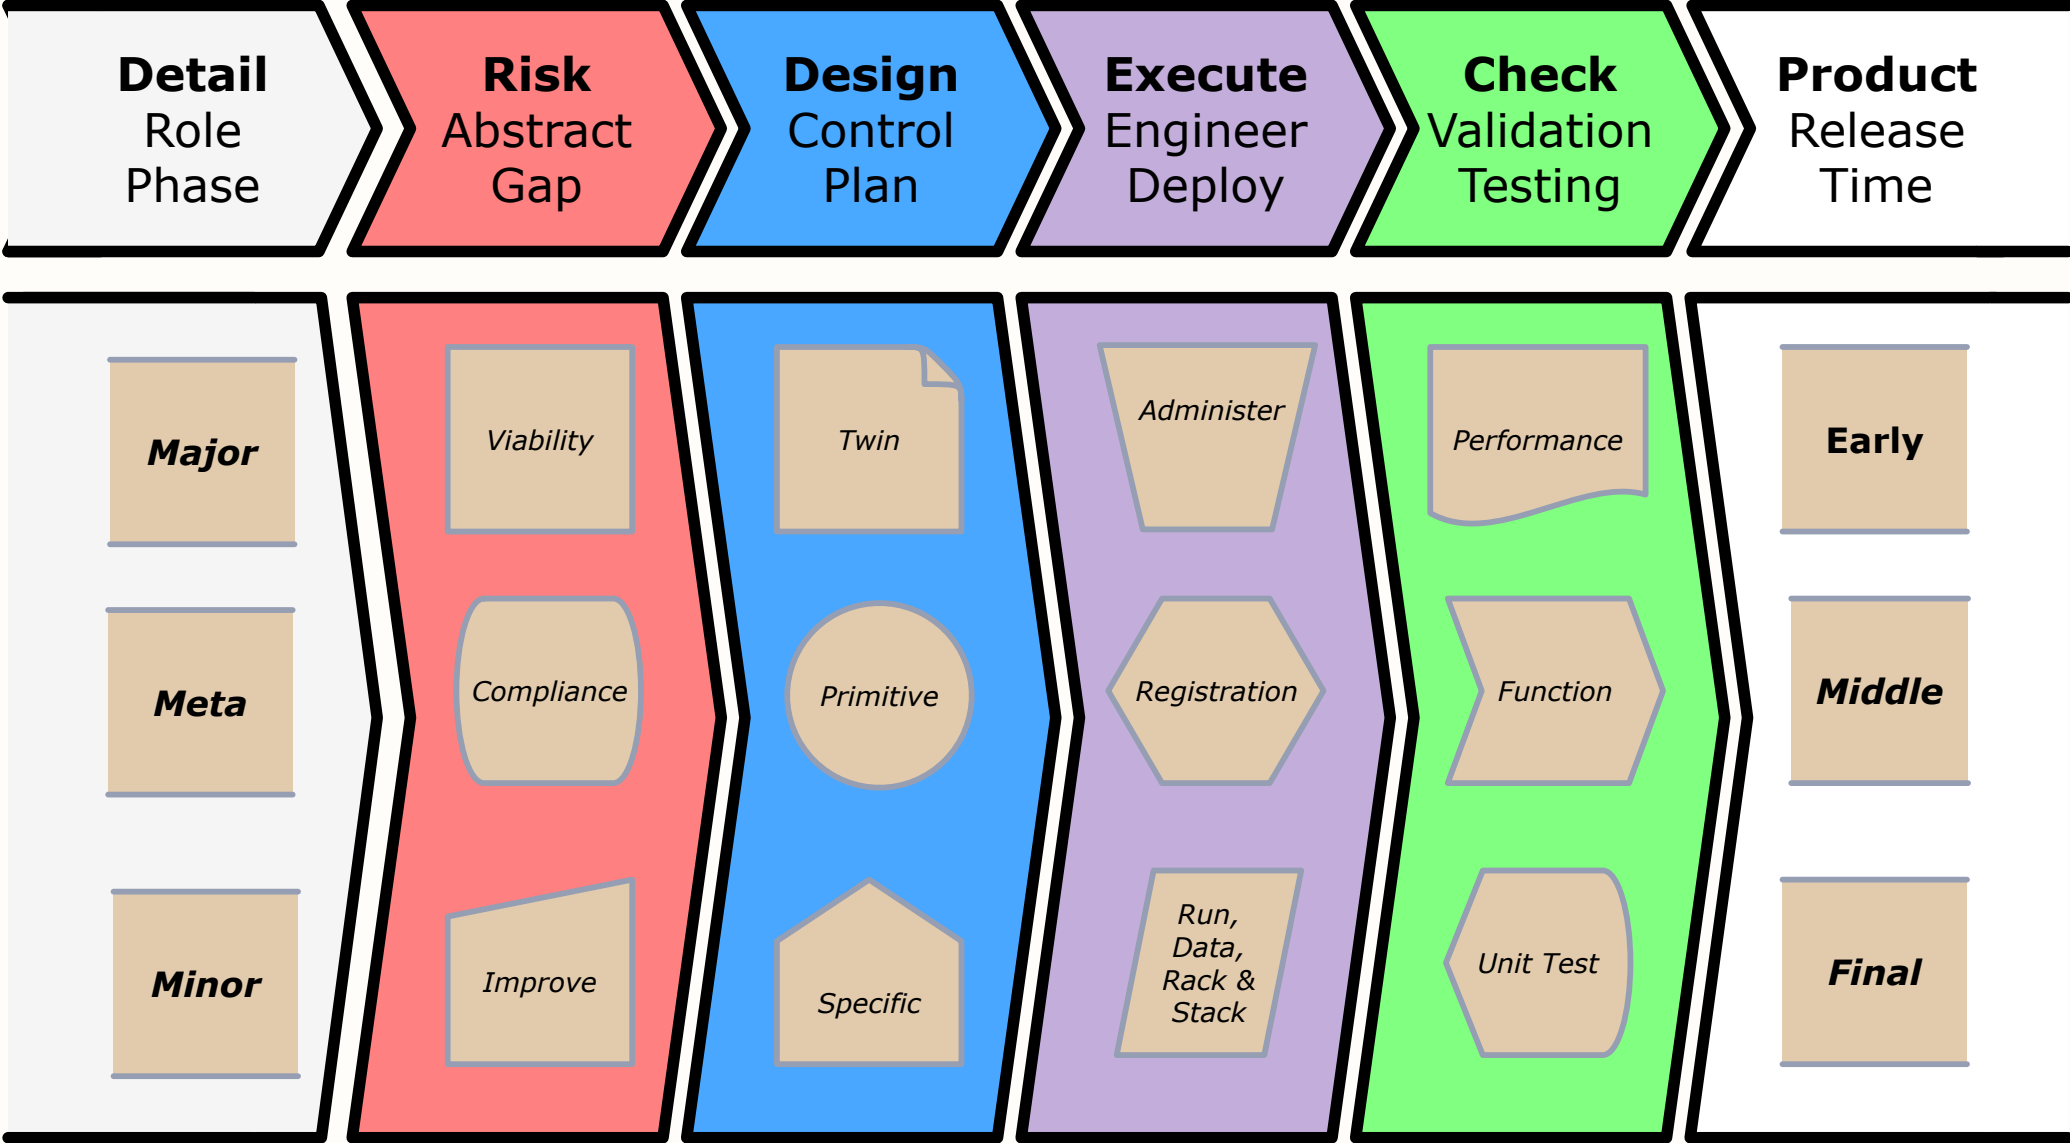 Detail
Role
Phase
Risk
Abstract
Gap
Design
Control
Plan
Execute
Engineer
Deploy
Check
Validation
Testing
Product
Release
Time
Major
Viability
Twin
Administer
Performance
Early
Meta
Compliance
Primitive
Registration
Function
Middle
Minor
Improve
Specific
Run,
Data,
Rack &
Stack
Unit Test
Final